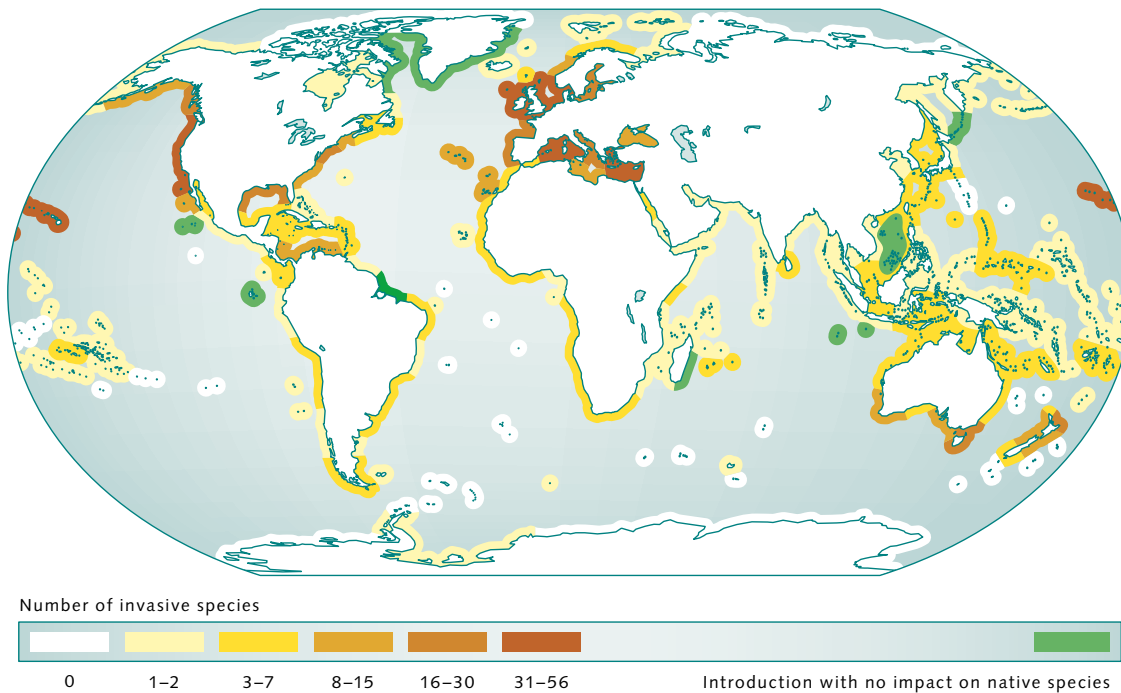 Number of invasive species
0 1–2 3–7 8–15 16–30 31–56 Introduction with no impact on native species